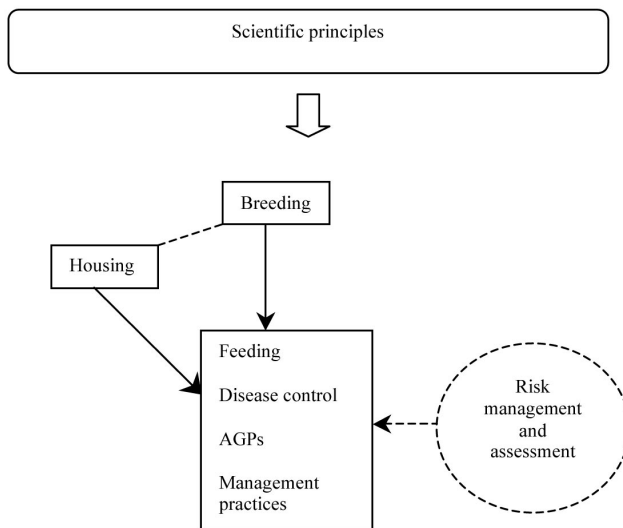 Scientific principles
Breeding
Housing
Feeding
Disease control
AGPs
Management
practices
Risk
management
and
assessment